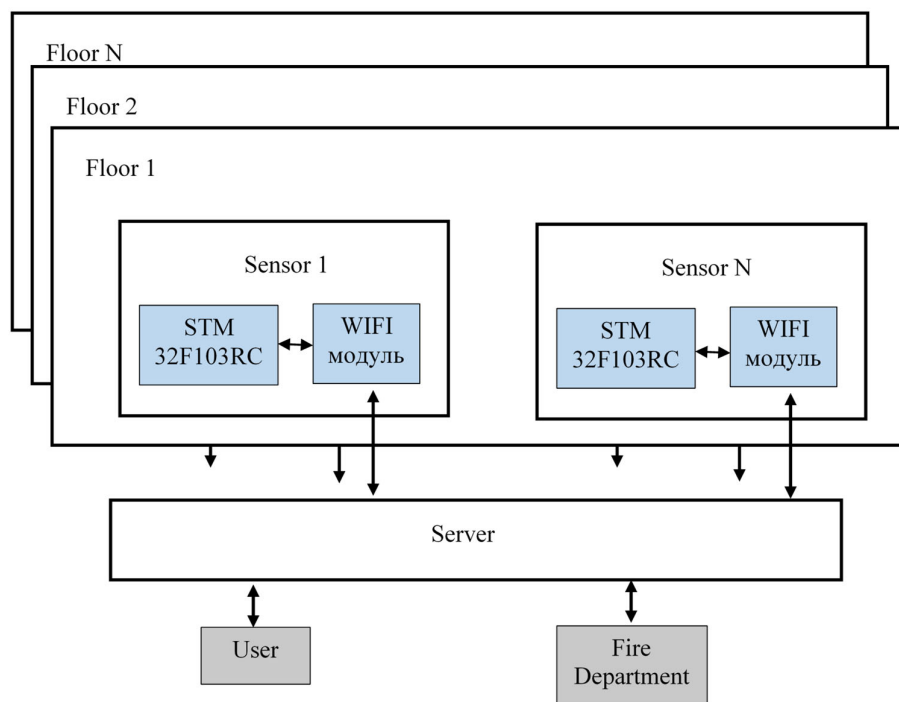 Floor N
Floor 2
Floor 1
Sensor 1
STM
32F103RC
WIFI
модуль
Sensor N
STM
32F103RC
WIFI
модуль
Server
User
Fire
Department